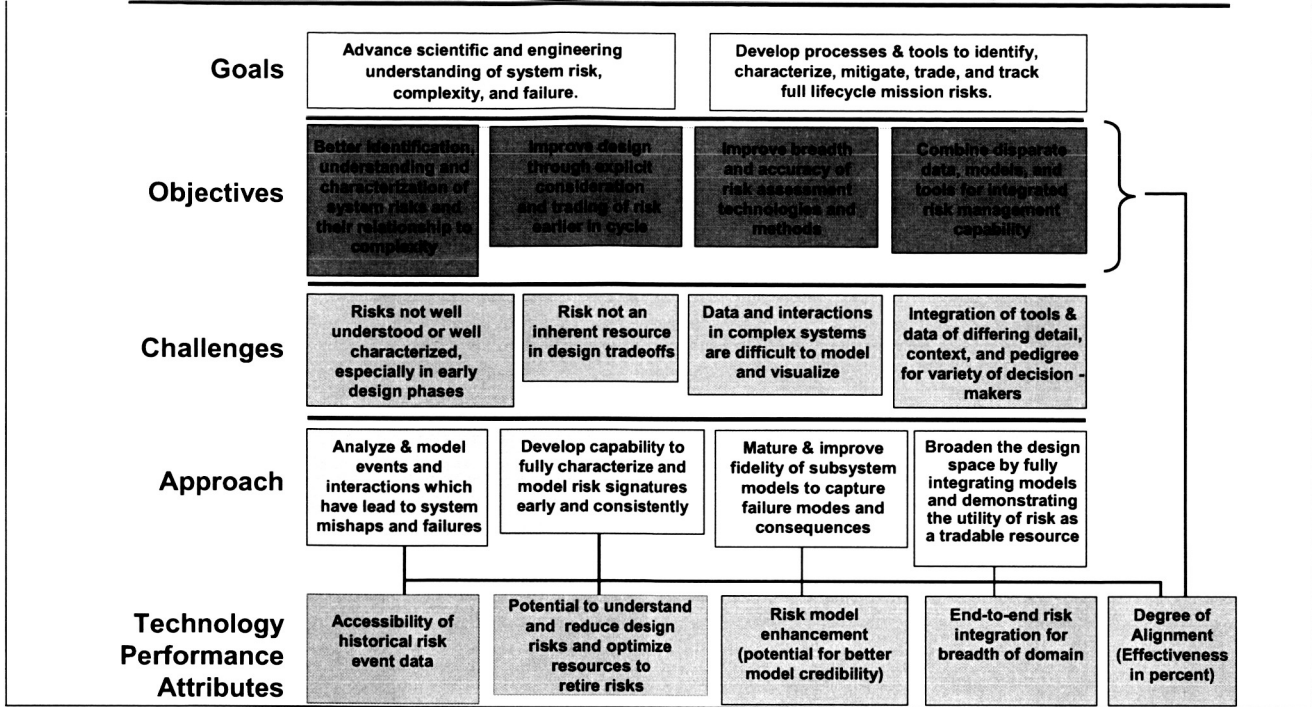 Goals
Advance scientific and engineering
understanding of system risk,
complexity, and failure.
Develop processes & tools to identify,
characterize, mitigate, trade, and track
full lifecycle mission risks.
Objectives
Better identification,
understanding and
characterization of
system risks and
their relationship to
complexity
Improve design
through explicit
consideration
and trading of risk
earlier in cycle
Improve breadth
and accuracy of
risk assessment
technologies and
methods
Combine disparate
data, models, and
tools for integrated
risk management
capability
Challenges
Risks not well
understood or well
characterized,
especially in early
design phases
Risk not an
inherent resource
in design tradeoffs
Data and interactions
in complex systems
are difficult to model
and visualize
Integration of tools &
data of differing detail,
context, and pedigree
for variety of decision -
makers
Approach
Analyze & model
events and
interactions which
have lead to system
mishaps and failures
Develop capability to
fully characterize and
model risk signatures
early and consistently
Mature & improve
fidelity of subsystem
models to capture
failure modes and
consequences
Broaden the design
space by fully
integrating models
and demonstrating
the utility of risk as
a tradable resource
Technology
Performance
Attributes
Accessibility of
historical risk
event data
Potential to understand
and reduce design
risks and optimize
resources to
retire risks
Risk model
enhancement
(potential for better
model credibility)
End-to-end risk
integration for
breadth of domain
Degree of
Alignment
(Effectiveness
in percent)